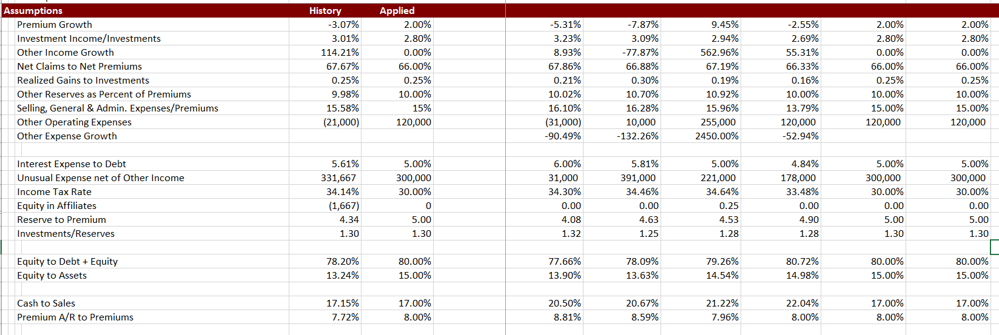 Assumptions History Applied
Premium Growth -3.07% 2.00% -5.31% -7.87% 9.45% -2.55% 2.00% 2.00%
Investment Income/Investments 3.01% 2.80% 3.23% 3.09% 2.94% 2.69% 2.80% 2.80%
Other Income Growth 114.21% 0.00% 8.93% -77.87% 562.96% 55.31% 0.00% 0.00%
Net Claims to Net Premiums 67.67% 66.00% 67.86% 66.88% 67.19% 66.33% 66.00% 66.00%
Realized Gains to Investments 0.25% 0.25% 0.21% 0.30% 0.19% 0.16% 0.25% 0.25%
Other Reserves as Percent of Premiums 9.98% 10.00% 10.02% 10.70% 10.92% 10.00% 10.00% 10.00%
Selling, General & Admin. Expenses/Premiums 15.58% 15% 16.10% 16.28% 15.96% 13.79% 15.00% 15.00%
Other Operating Expenses (21,000) 120,000 (31,000) 10,000 255,000 120,000 120,000 120,000
Other Expense Growth -90.49% -132.26% 2450.00% -52.94%
Interest Expense to Debt 5.61% 5.00% 6.00% 5.81% 5.00% 4.84% 5.00% 5.00%
Unusual Expense net of Other Income 331,667 300,000 31,000 391,000 221,000 178,000 300,000 300,000
Income Tax Rate 34.14% 30.00% 34.30% 34.46% 34.64% 33.48% 30.00% 30.00%
Equity in Affiliates (1,667) 0 0.00 0.00 0.25 0.00 0.00 0.00
Reserve to Premium 4.34 5.00 4.08 4.63 4.53 4.90 5.00 5.00
Investments/Reserves 1.30 1.30 1.32 1.25 1.28 1.28 1.30 1.30
Equity to Debt + Equity 78.20% 80.00% 77.66% 78.09% 79.26% 80.72% 80.00% 80.00%
Equity to Assets 13.24% 15.00% 13.90% 13.63% 14.54% 14.98% 15.00% 15.00%
Cash to Sales 17.15% 17.00% 20.50% 20.67% 21.22% 22.04% 17.00% 17.00%
Premium A/R to Premiums 7.72% 8.00% 8.81% 8.59% 7.96% 8.00% 8.00% 8.00%